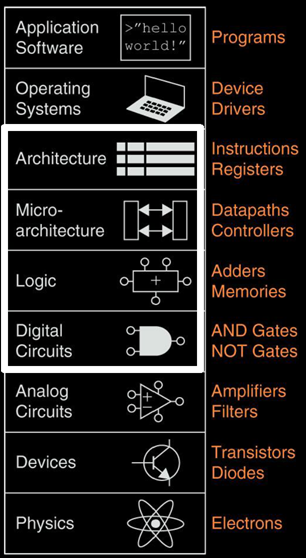 Application
Software
>"hello
world!"
Programs
Operating
Systems
Device
Drivers
Architecture
Instructions
Registers
Micro-
architecture
Datapaths
Controllers
Logic
+
Adders
Memories
Digital
Circuits
AND Gates
NOT Gates
Analog
Circuits
+
−
Amplifiers
Filters
Devices
Transistors
Diodes
Physics
Electrons